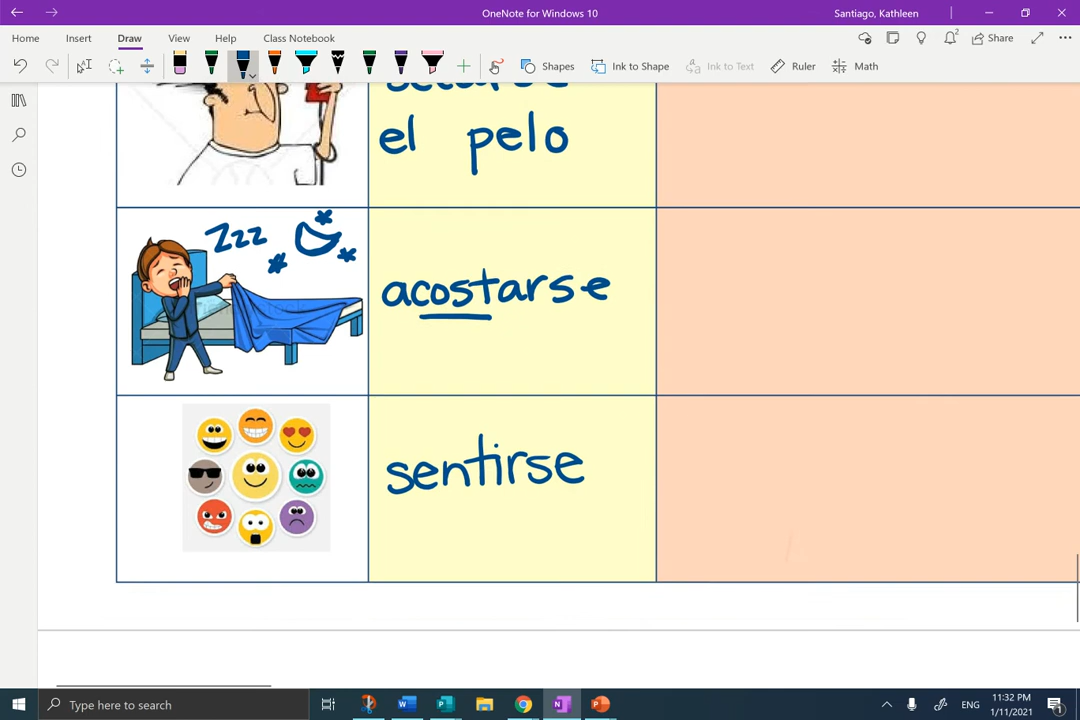 OneNote for Windows 10
Santiago, Kathleen
Home Insert Draw View Help Class Notebook
Share
Shapes Ink to Shape Ink to Text Ruler Math
el pelo
Zzz
acostarse
sentirse
Type here to search
ENG
11:32 PM
1/11/2021